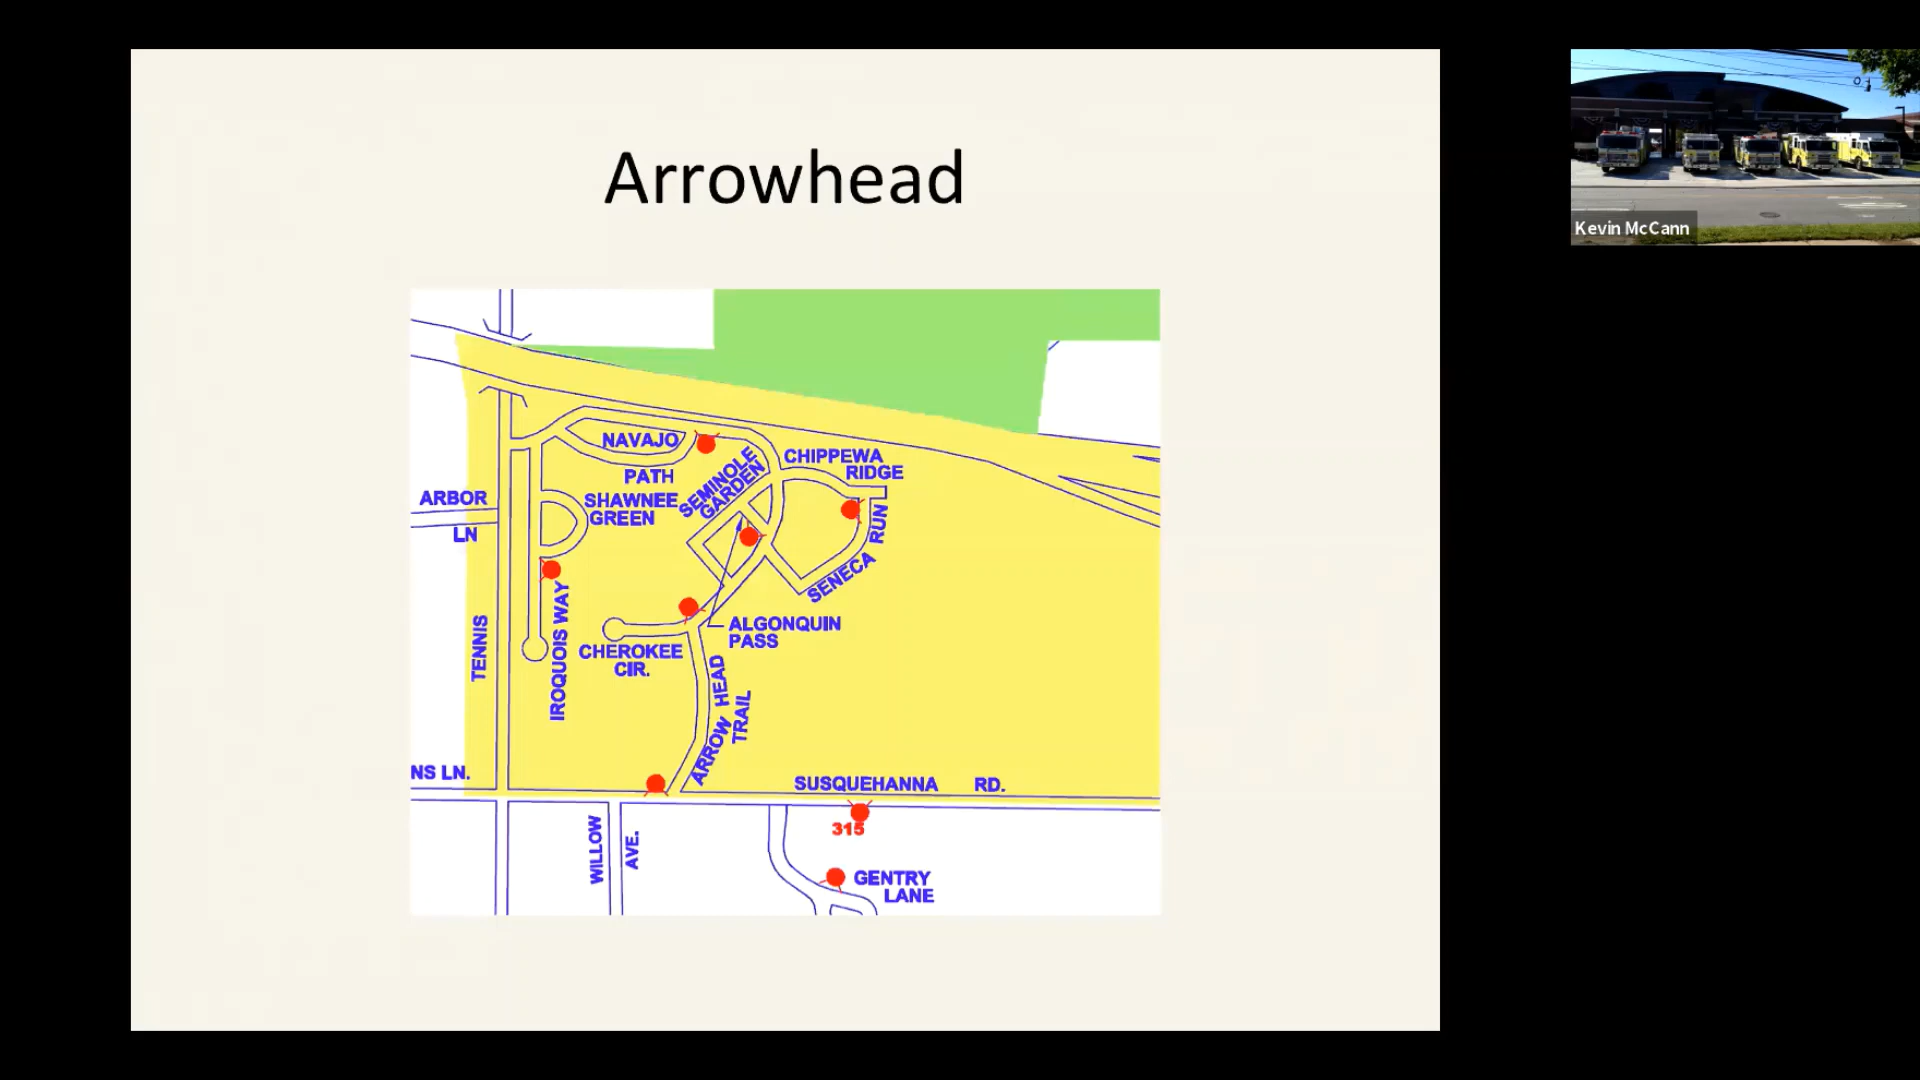 Arrowhead
Kevin McCann
NAVAJO
PATH
SEMINOLE
GARDEN
CHIPPEWA
RIDGE
ARBOR
LN
SHAWNEE
GREEN
SENECA RUN
IROQUOIS WAY
TENNIS
CHEROKEE
CIR.
ALGONQUIN
PASS
ARROW HEAD
TRAIL
NS LN.
SUSQUEHANNA RD.
315
WILLOW
AVE.
GENTRY
LANE